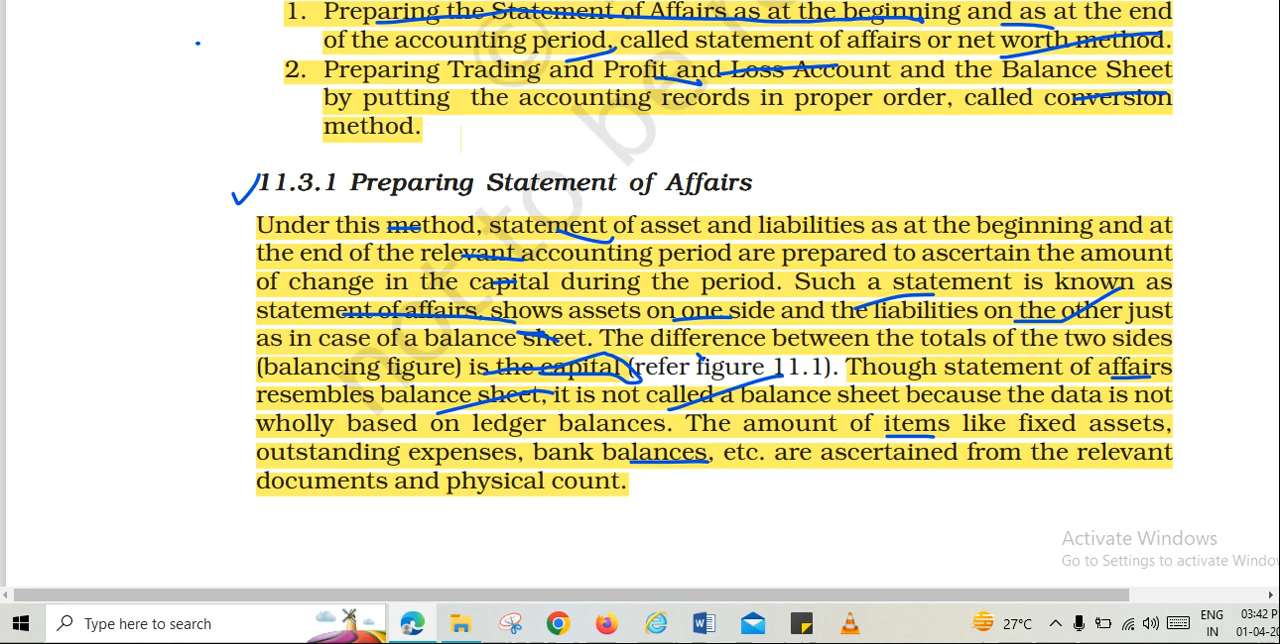 1. Preparing the Statement of Affairs as at the beginning and as at the end
of the accounting period, called statement of affairs or net worth method.
2. Preparing Trading and Profit and Loss Account and the Balance Sheet
by putting the accounting records in proper order, called conversion
method.
11.3.1 Preparing Statement of Affairs
Under this method, statement of asset and liabilities as at the beginning and at
the end of the relevant accounting period are prepared to ascertain the amount
of change in the capital during the period. Such a statement is known as
statement of affairs, shows assets on one side and the liabilities on the other just
as in case of a balance sheet. The difference between the totals of the two sides
(balancing figure) is the capital (refer figure 11.1). Though statement of affairs
resembles balance sheet, it is not called a balance sheet because the data is not
wholly based on ledger balances. The amount of items like fixed assets,
outstanding expenses, bank balances, etc. are ascertained from the relevant
documents and physical count.
© not to be
Activate Windows
Go to Settings to activate Windo
Type here to search
27°C
ENG
IN
03:42 P
01-04-20